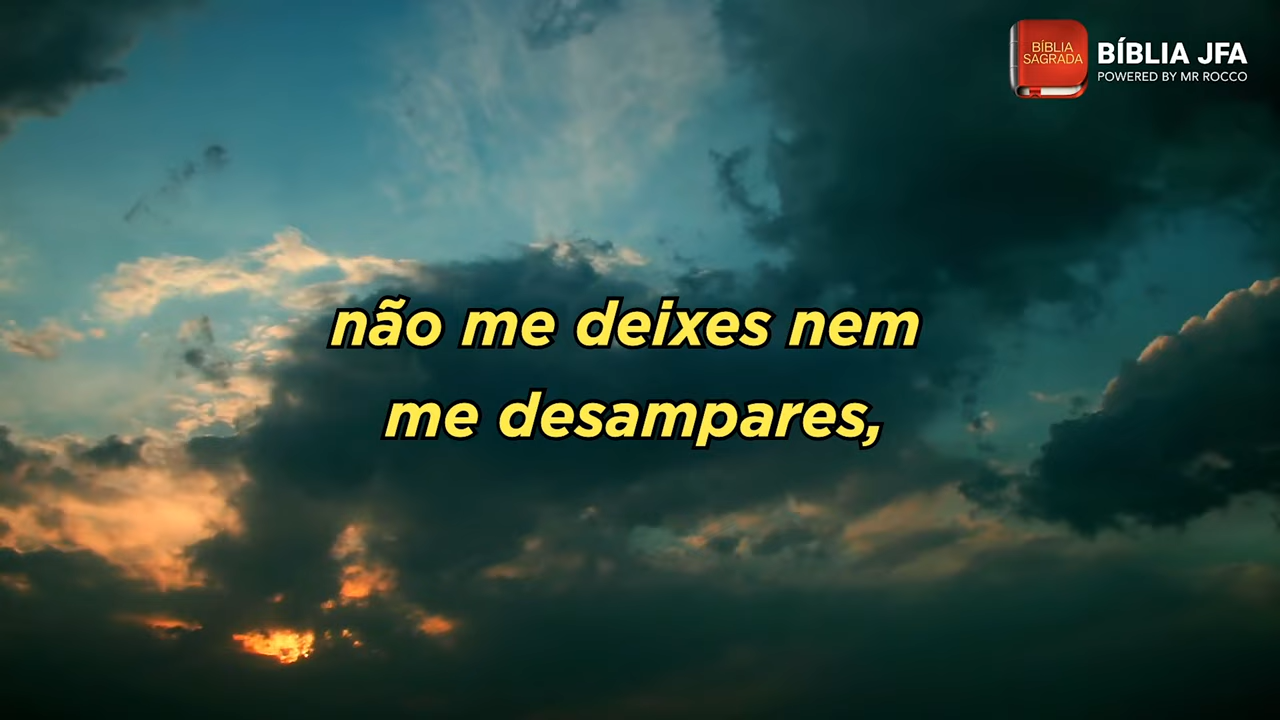 BÍBLIA
SAGRADA
BÍBLIA JFA
POWERED BY MR ROCCO
não me deixes nem
me desampares,